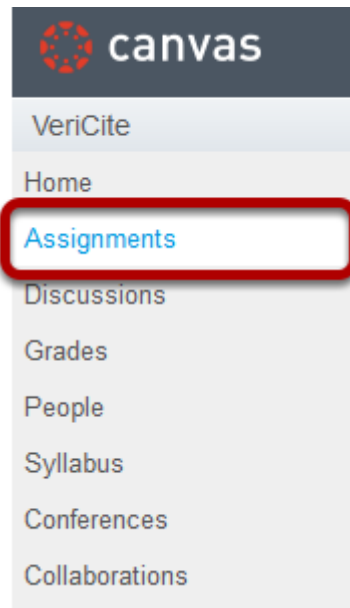 canvas
VeriCite
Home
Assignments
Discussions
Grades
People
Syllabus
Conferences
Collaborations